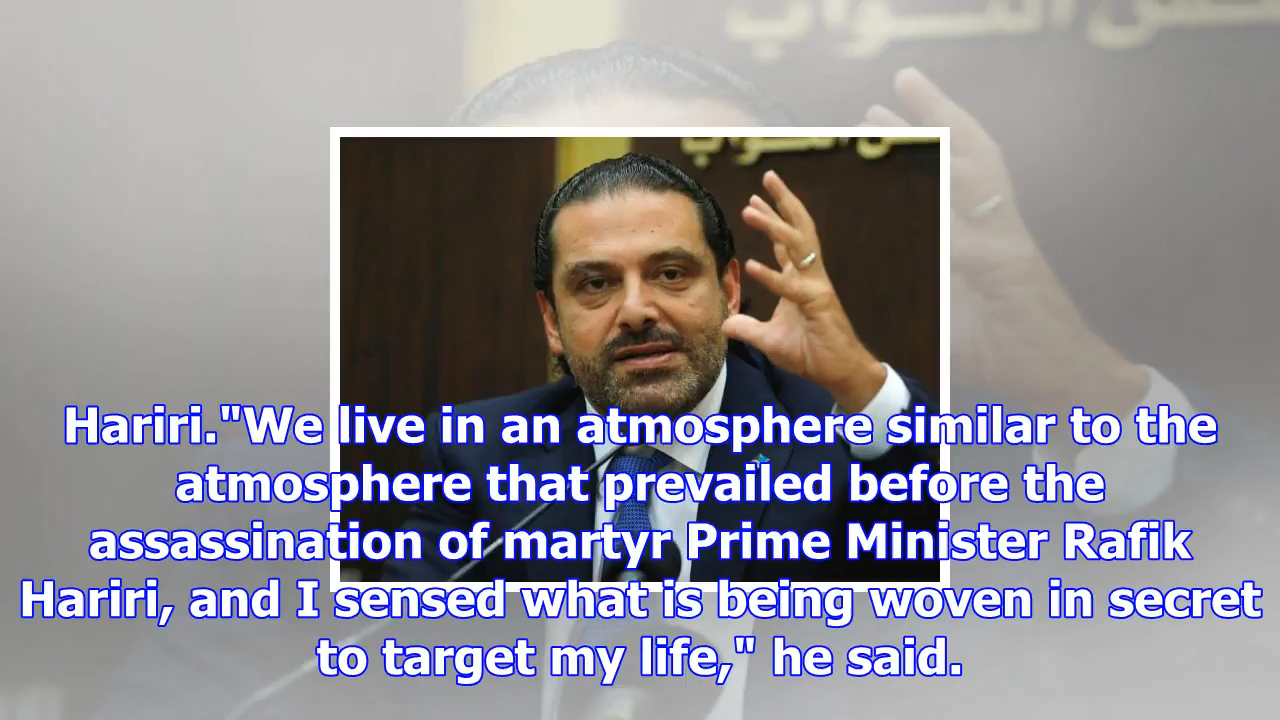 النواب
Hariri."We live in an atmosphere similar to the
atmosphere that prevailed before the
assassination of martyr Prime Minister Rafik
Hariri, and I sensed what is being woven in secret
to target my life," he said.